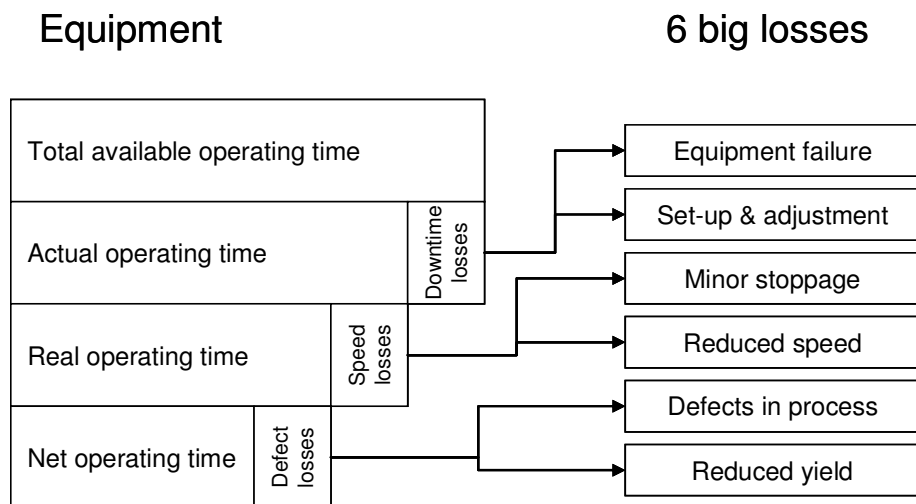 Equipment
6 big losses
Total available operating time
Equipment failure
Set-up & adjustment
Actual operating time
Downtime
losses
Minor stoppage
Real operating time
Speed
losses
Reduced speed
Defects in process
Net operating time
Defect
losses
Reduced yield